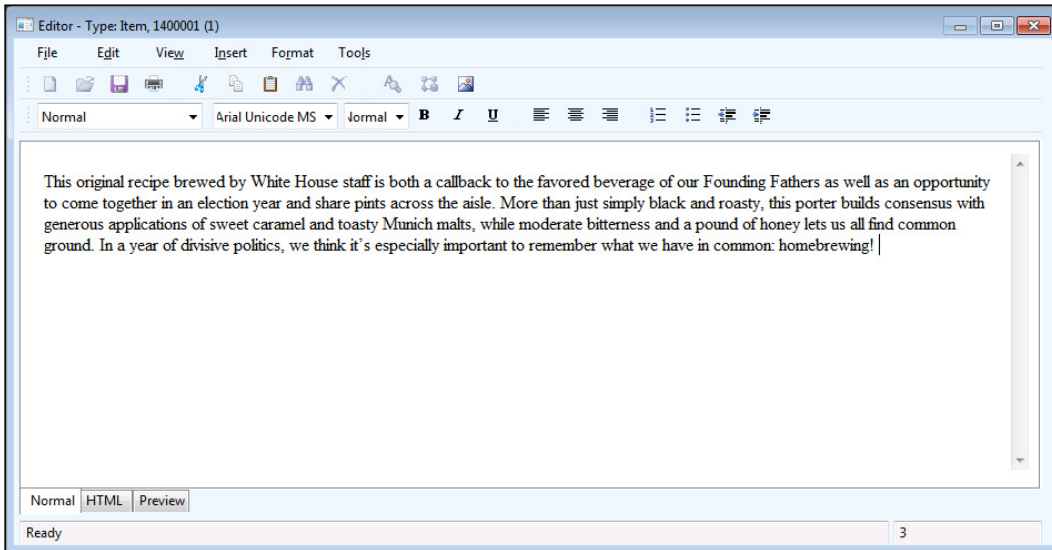 Editor - Type: Item, 1400001 (1)
File Edit View Insert Format Tools
Normal Arial Unicode MS Normal B I U
This original recipe brewed by White House staff is both a callback to the favored beverage of our Founding Fathers as well as an opportunity
to come together in an election year and share pints across the aisle. More than just simply black and roasty, this porter builds consensus with
generous applications of sweet caramel and toasty Munich malts, while moderate bitterness and a pound of honey lets us all find common
ground. In a year of divisive politics, we think it's especially important to remember what we have in common: homebrewing!
Normal HTML Preview
Ready 3